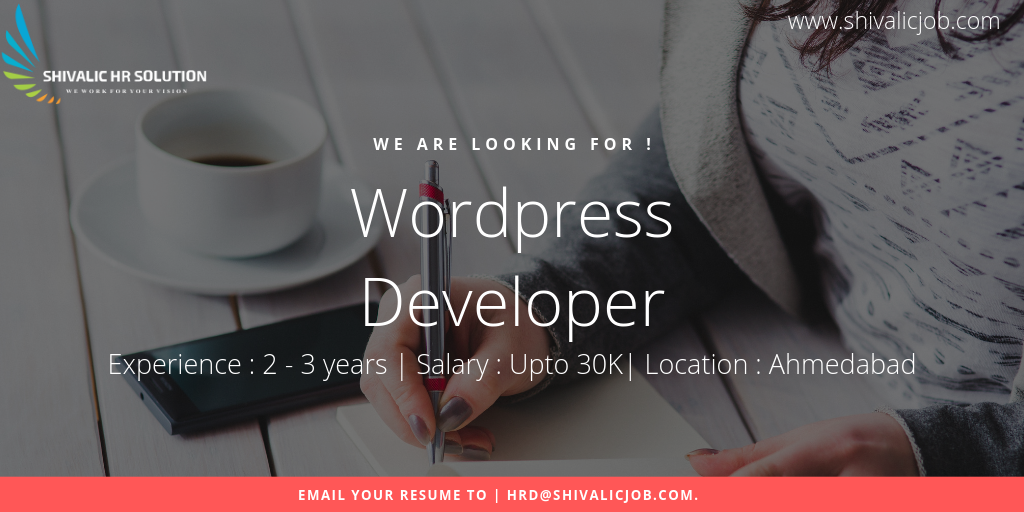 www.shivalicjob.com
SHIVALIC HR SOLUTION
WE WORK FOR YOUR VISION
WE ARE LOOKING FOR !
Wordpress
Developer
Experience : 2 - 3 years | Salary : Upto 30K| Location : Ahmedabad
EMAIL YOUR RESUME TO | HRD@SHIVALICJOB.COM.